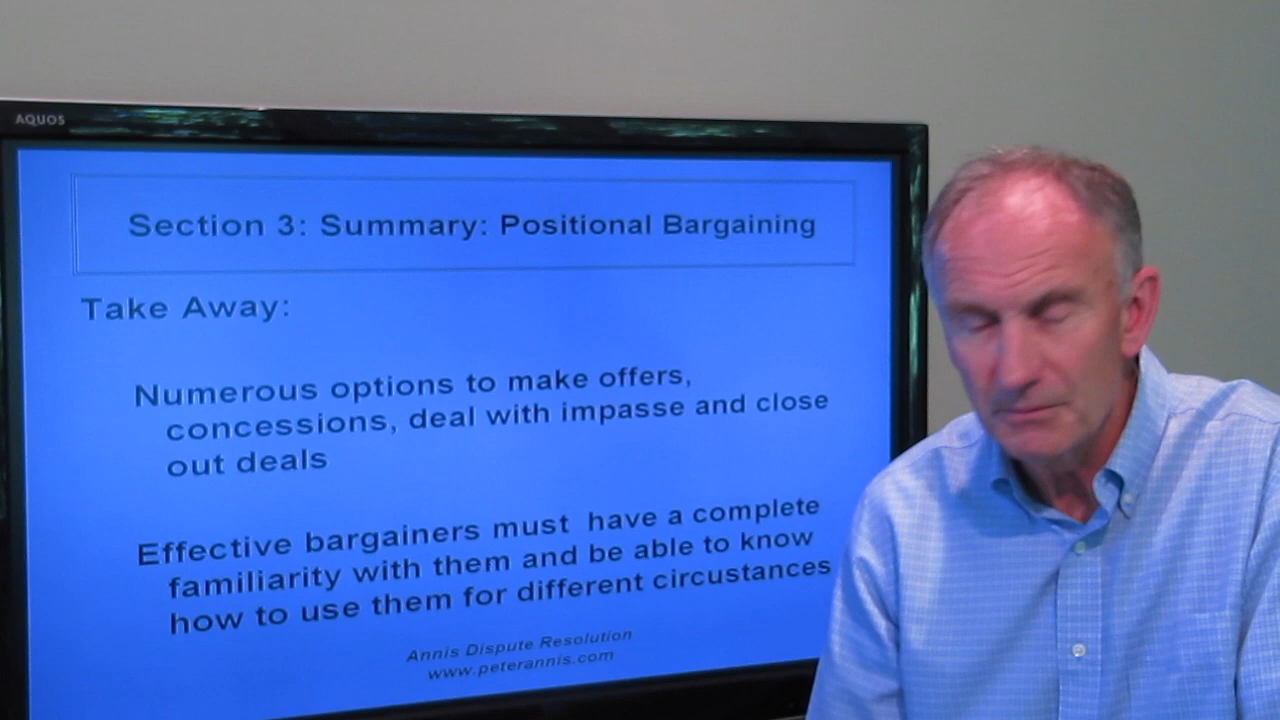 AQUOS
Section 3: Summary: Positional Bargaining
Take Away:
Numerous options to make offers,
concessions, deal with impasse and close
out deals
Effective bargainers must have a complete
familiarity with them and be able to know
how to use them for different circustances
Annis Dispute Resolution
www.peterannis.com